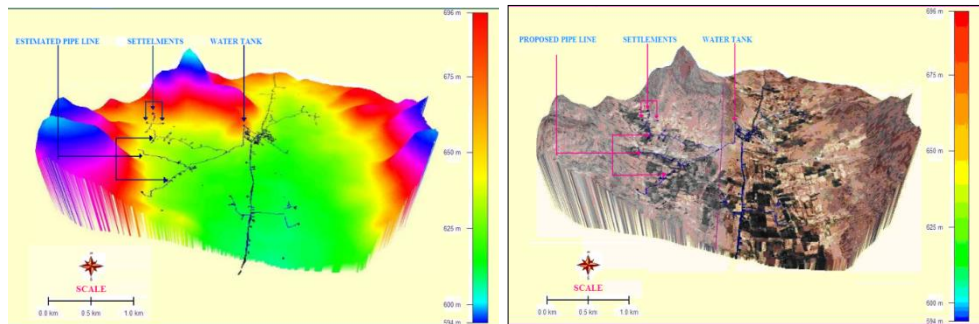 696 m
ESTIMATED PIPE LINE
SETTELMENTS
WATER TANK
675 m
650 m
625 m
600 m
594 m
SCALE
0.0 km 0.5 km 1.0 km
696 m
PROPOSED PIPE LINE
SETTLEMENTS
WATER TANK
675 m
650 m
625 m
600 m
594 m
SCALE
0.0 km 0.5 km 1.0 km